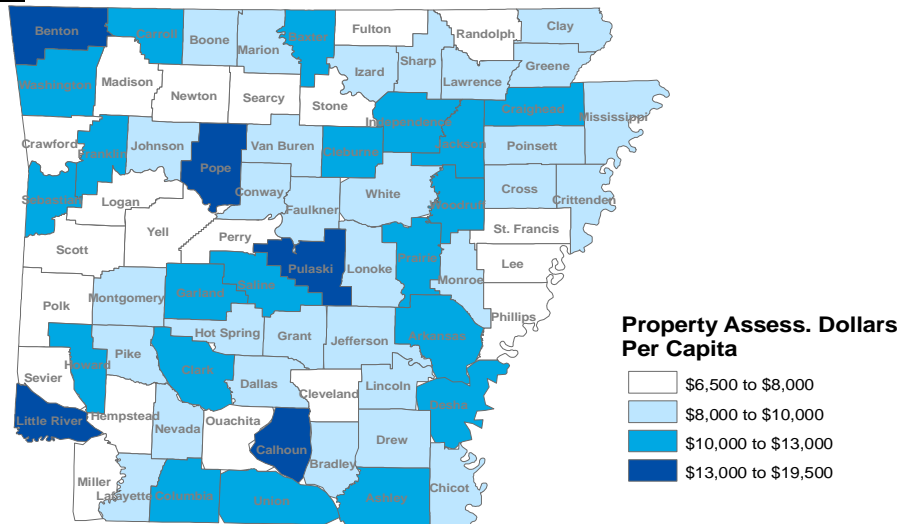 Benton
Carroll
Boone
Marion
Baxter
Fulton
Randolph
Clay
Izard
Sharp
Lawrence
Greene
Washington
Madison
Newton
Searcy
Stone
Independence
Jackson
Craighead
Mississippi
Crawford
Franklin
Johnson
Pope
Van Buren
Cleburne
Poinsett
Sebastian
Logan
Conway
Faulkner
White
Woodruff
Cross
Crittenden
Scott
Yell
Perry
Pulaski
Lonoke
Prairie
Monroe
St. Francis
Lee
Polk
Montgomery
Garland
Saline
Phillips
Hot Spring
Grant
Jefferson
Arkansas
Sevier
Howard
Pike
Clark
Dallas
Cleveland
Lincoln
Desha
Little River
Hempstead
Nevada
Ouachita
Calhoun
Bradley
Drew
Miller
Lafayette
Columbia
Union
Ashley
Chicot
Property Assess. Dollars
Per Capita
$6,500 to $8,000
$8,000 to $10,000
$10,000 to $13,000
$13,000 to $19,500